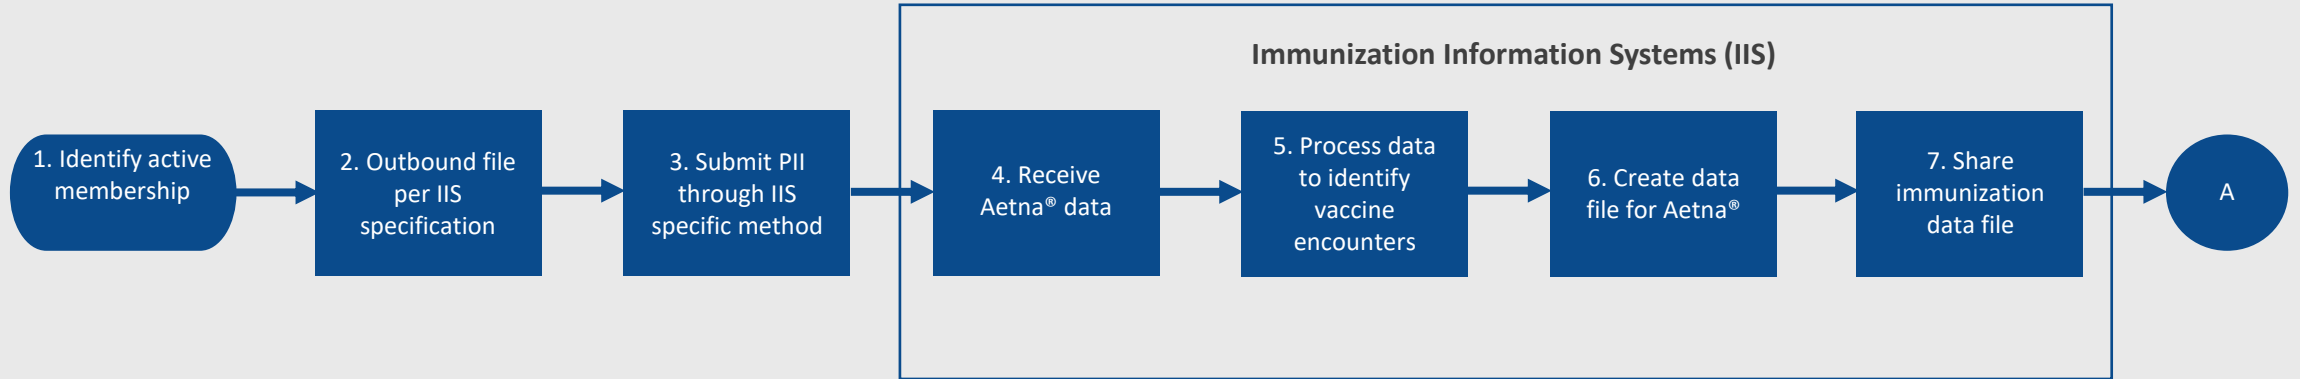 Immunization Information Systems (IIS)
1. Identify active
membership
2. Outbound file
per IIS
specification
3. Submit PII
through IIS
specific method
4. Receive
Aetna® data
5. Process data
to identify
vaccine
encounters
6. Create data
file for Aetna®
7. Share
immunization
data file
A